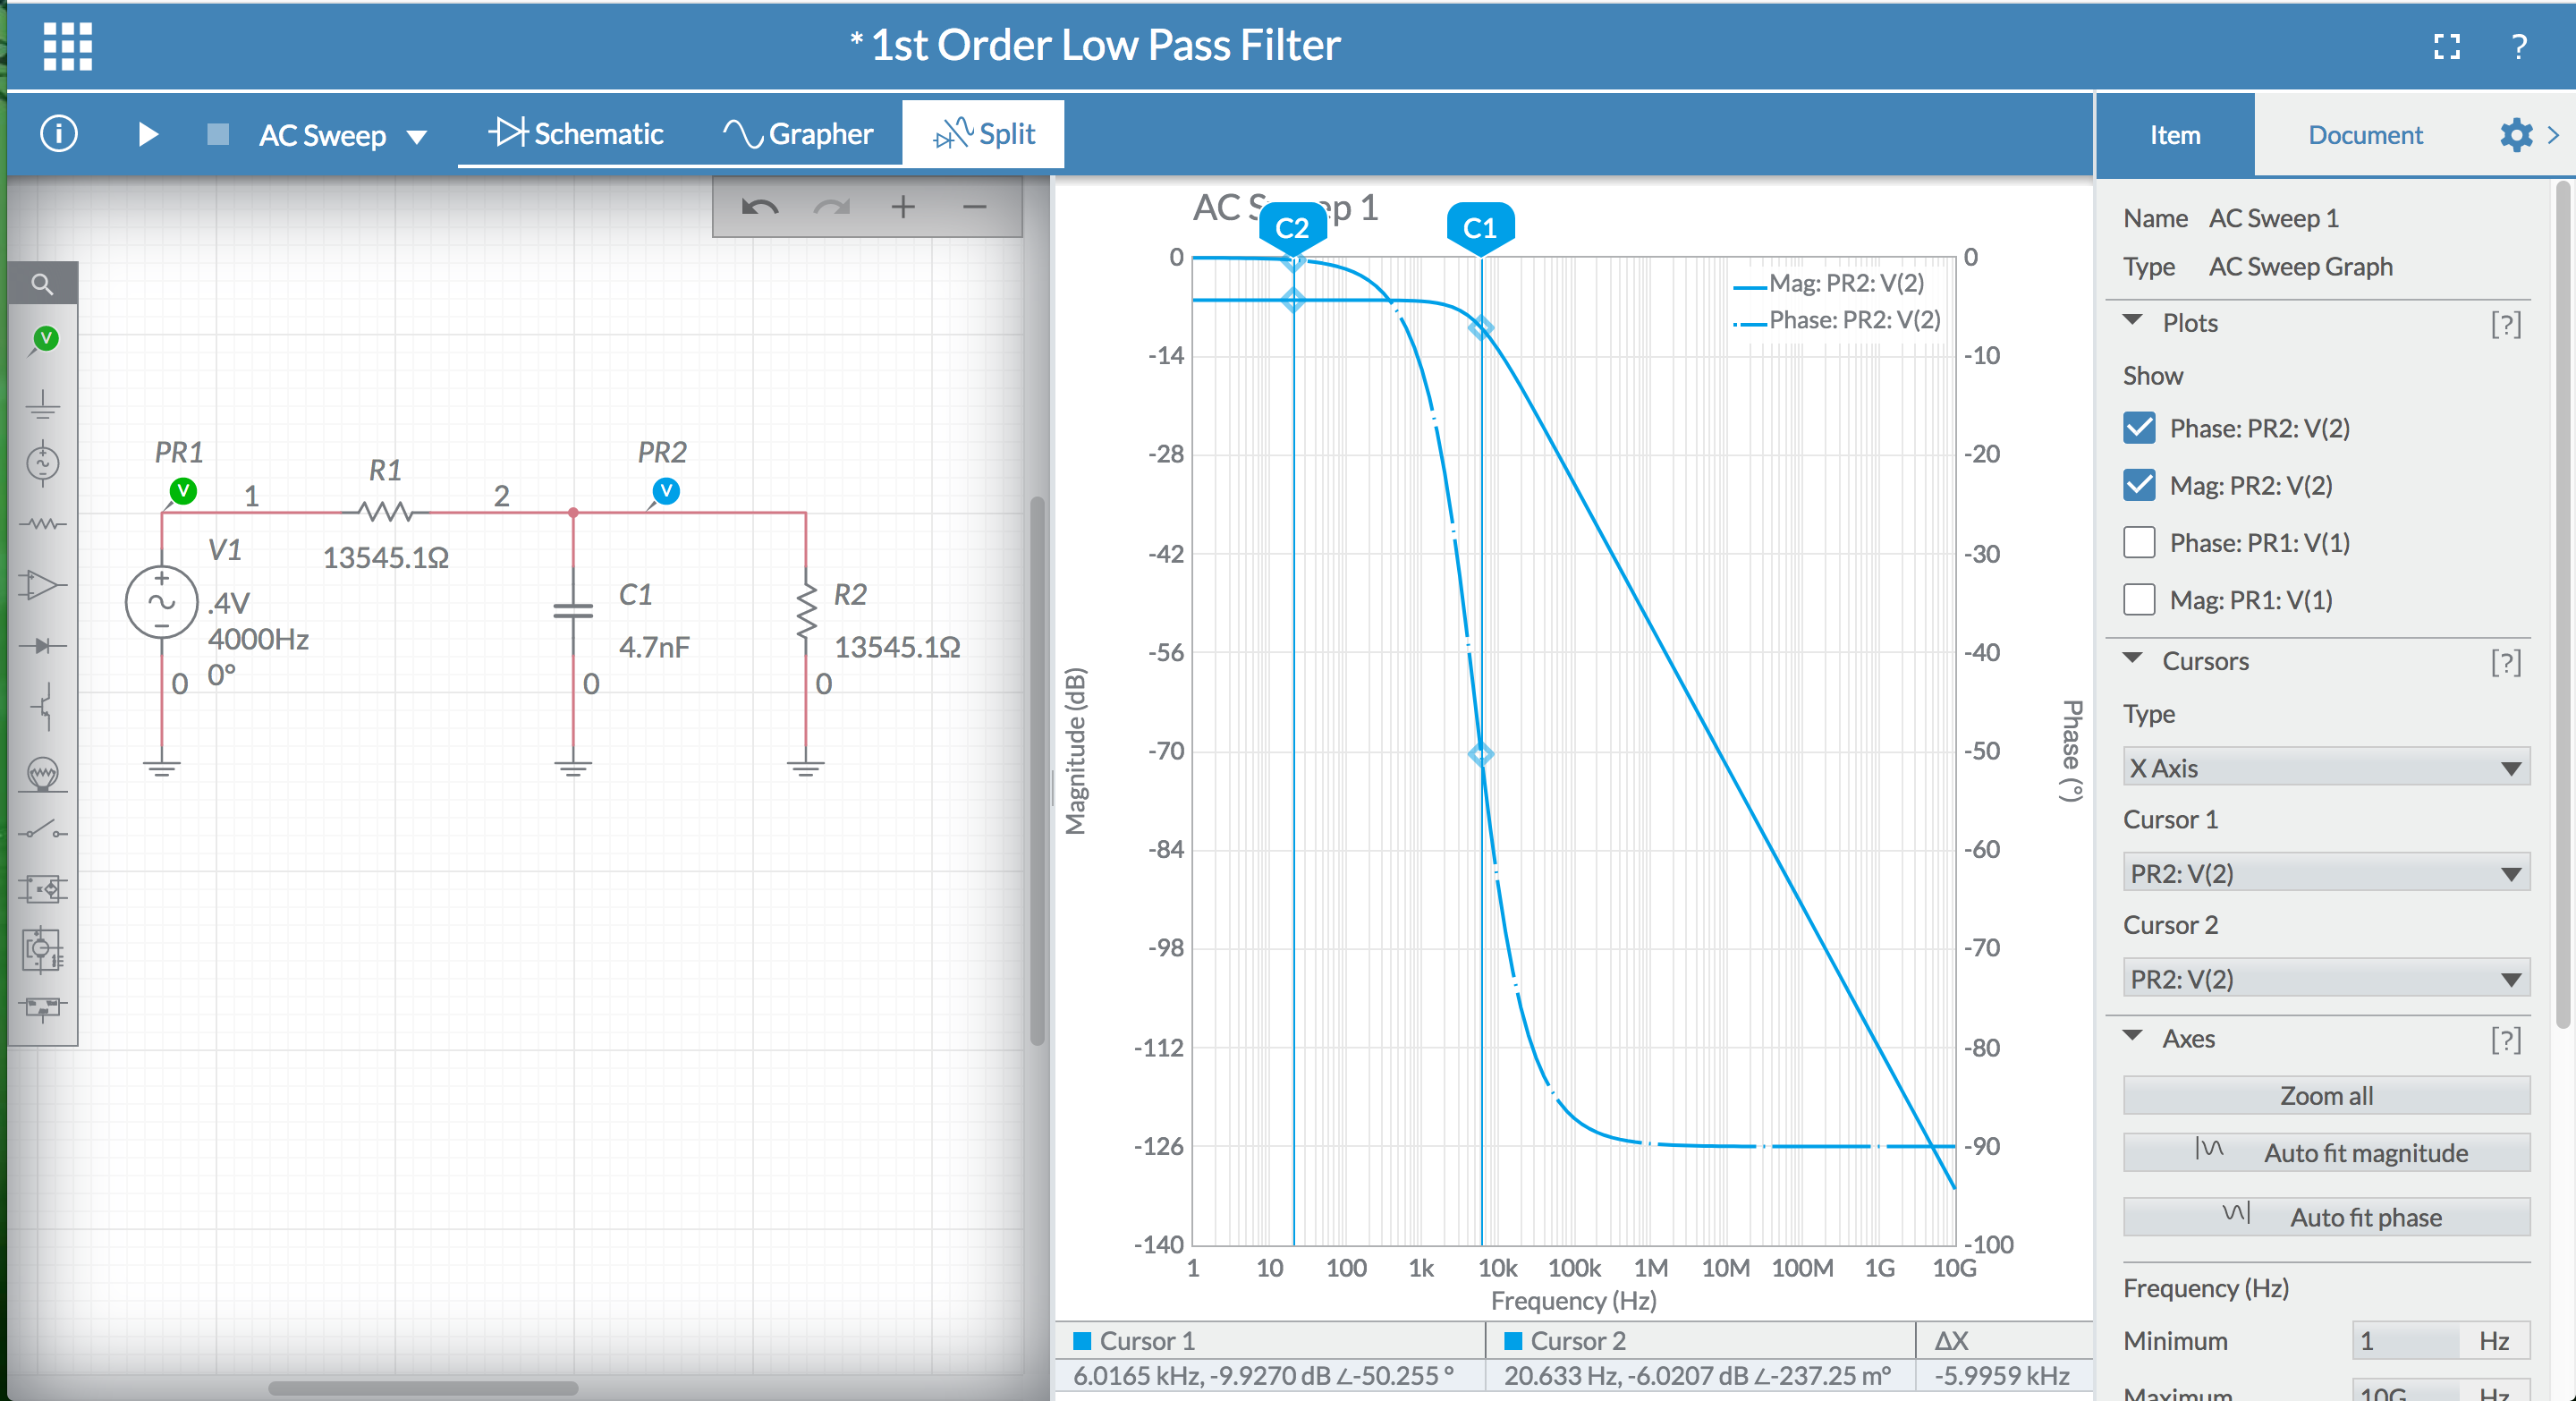 * 1st Order Low Pass Filter
?
i
AC Sweep
Schematic
Grapher
Split
Item
Document
PR1
V
1
R1
13545.1Ω
2
PR2
V
V1
.4V
4000Hz
0°
0
C1
4.7nF
0
R2
13545.1Ω
0
V
AC S
ep 1
C2
C1
Mag: PR2: V(2)
Phase: PR2: V(2)
0
-14
-28
-42
-56
-70
-84
-98
-112
-126
-140
Magnitude (dB)
0
-10
-20
-30
-40
-50
-60
-70
-80
-90
-100
Phase (°)
1 10 100 1k 10k 100k 1M 10M 100M 1G 10G
Frequency (Hz)
Cursor 1
Cursor 2
ΔX
6.0165 kHz, -9.9270 dB ∠-50.255 °
20.633 Hz, -6.0207 dB ∠-237.25 m°
-5.9959 kHz
Name AC Sweep 1
Type AC Sweep Graph
Plots [?]
Show
Phase: PR2: V(2)
Mag: PR2: V(2)
Phase: PR1: V(1)
Mag: PR1: V(1)
Cursors [?]
Type
X Axis
Cursor 1
PR2: V(2)
Cursor 2
PR2: V(2)
Axes [?]
Zoom all
Auto fit magnitude
Auto fit phase
Frequency (Hz)
Minimum 1 Hz
Maximum 10G Hz